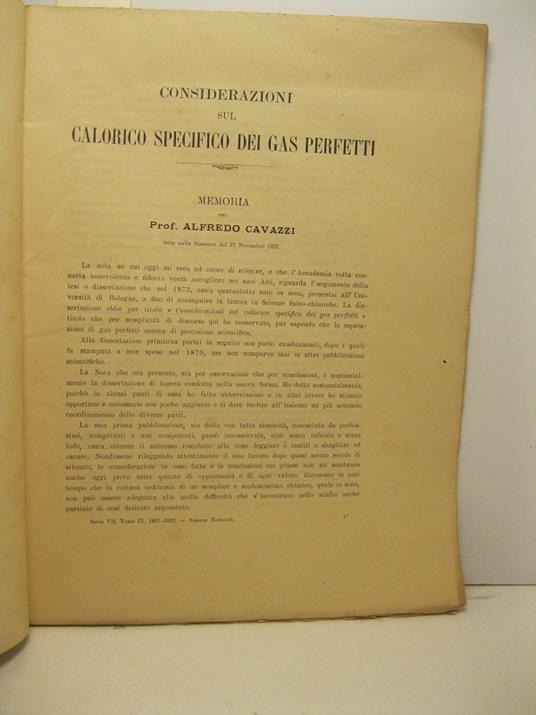 CONSIDERAZIONI
SUL
CALORICO SPECIFICO DEI GAS PERFETTI
MEMORIA
DEL
Prof. ALFREDO CAVAZZI
letta nella Sessione del 27 Novembre 1921.
La nota su cui oggi mi reco ad onore di riferire, e che l'Accademia colla con-
sueta benevolenza e fiducia vorrà accogliere nei suoi Atti, riguarda l'argomento della
tesi o dissertazione che nel 1873, ossia quarantotto anni or sono, presentai all'Uni-
versità di Bologna, a fine di conseguire la laurea in Scienze fisico-chimiche. La dis-
sertazione ebbe per titolo « Considerazioni sul calorico specifico dei gas perfetti »
titolo che per semplicità di discorso qui ho conservato, pur sapendo che la espres-
sione di gas perfetti manca di precisione scientifica.
Alla dissertazione primitiva portai in seguito non pochi cambiamenti, dopo i quali
fu stampata a mie spese nel 1875, ma non comparve mai in altre pubblicazioni
scientifiche.
La Nota che ora presento, sia per osservazioni che per conclusioni, è sostanzial-
mente la dissertazione di laurea condotta nella nuova forma. Ho detto sostanzialmente,
poichè in alcuni punti di essa ho fatto abbreviazioni e in altri invece ho stimato
opportune e necessarie non poche aggiunte e di dare inoltre all'insieme un più acconcio
coordinamento delle diverse parti.
La mia prima pubblicazione, sia detto con tutta sincerità, conosciuta da pochis-
simi, competenti e non competenti, passò inosservata, cioè senza infamia e senza
lodo, ossia ottenne il successo riserbato alle cose leggiere o inutili o sbagliate od
oscure. Nondimeno rileggendo attentamente il mio lavoro dopo quasi mezzo secolo di
silenzio, le considerazioni in esso fatte e le conclusioni cui giunsi non mi sembrano
anche oggi prive tutte quante di opportunità e di ogni valore. Riconosco in pari
tempo che la coltura ordinaria di un semplice e modestissimo chimico, quale io sono,
non può essere adeguata alle molte difficoltà che s'incontrano nello studio anche
parziale di così delicato argomento.
Serie VII. Tomo IX. 1921-1922. — Scienze Naturali. 1*